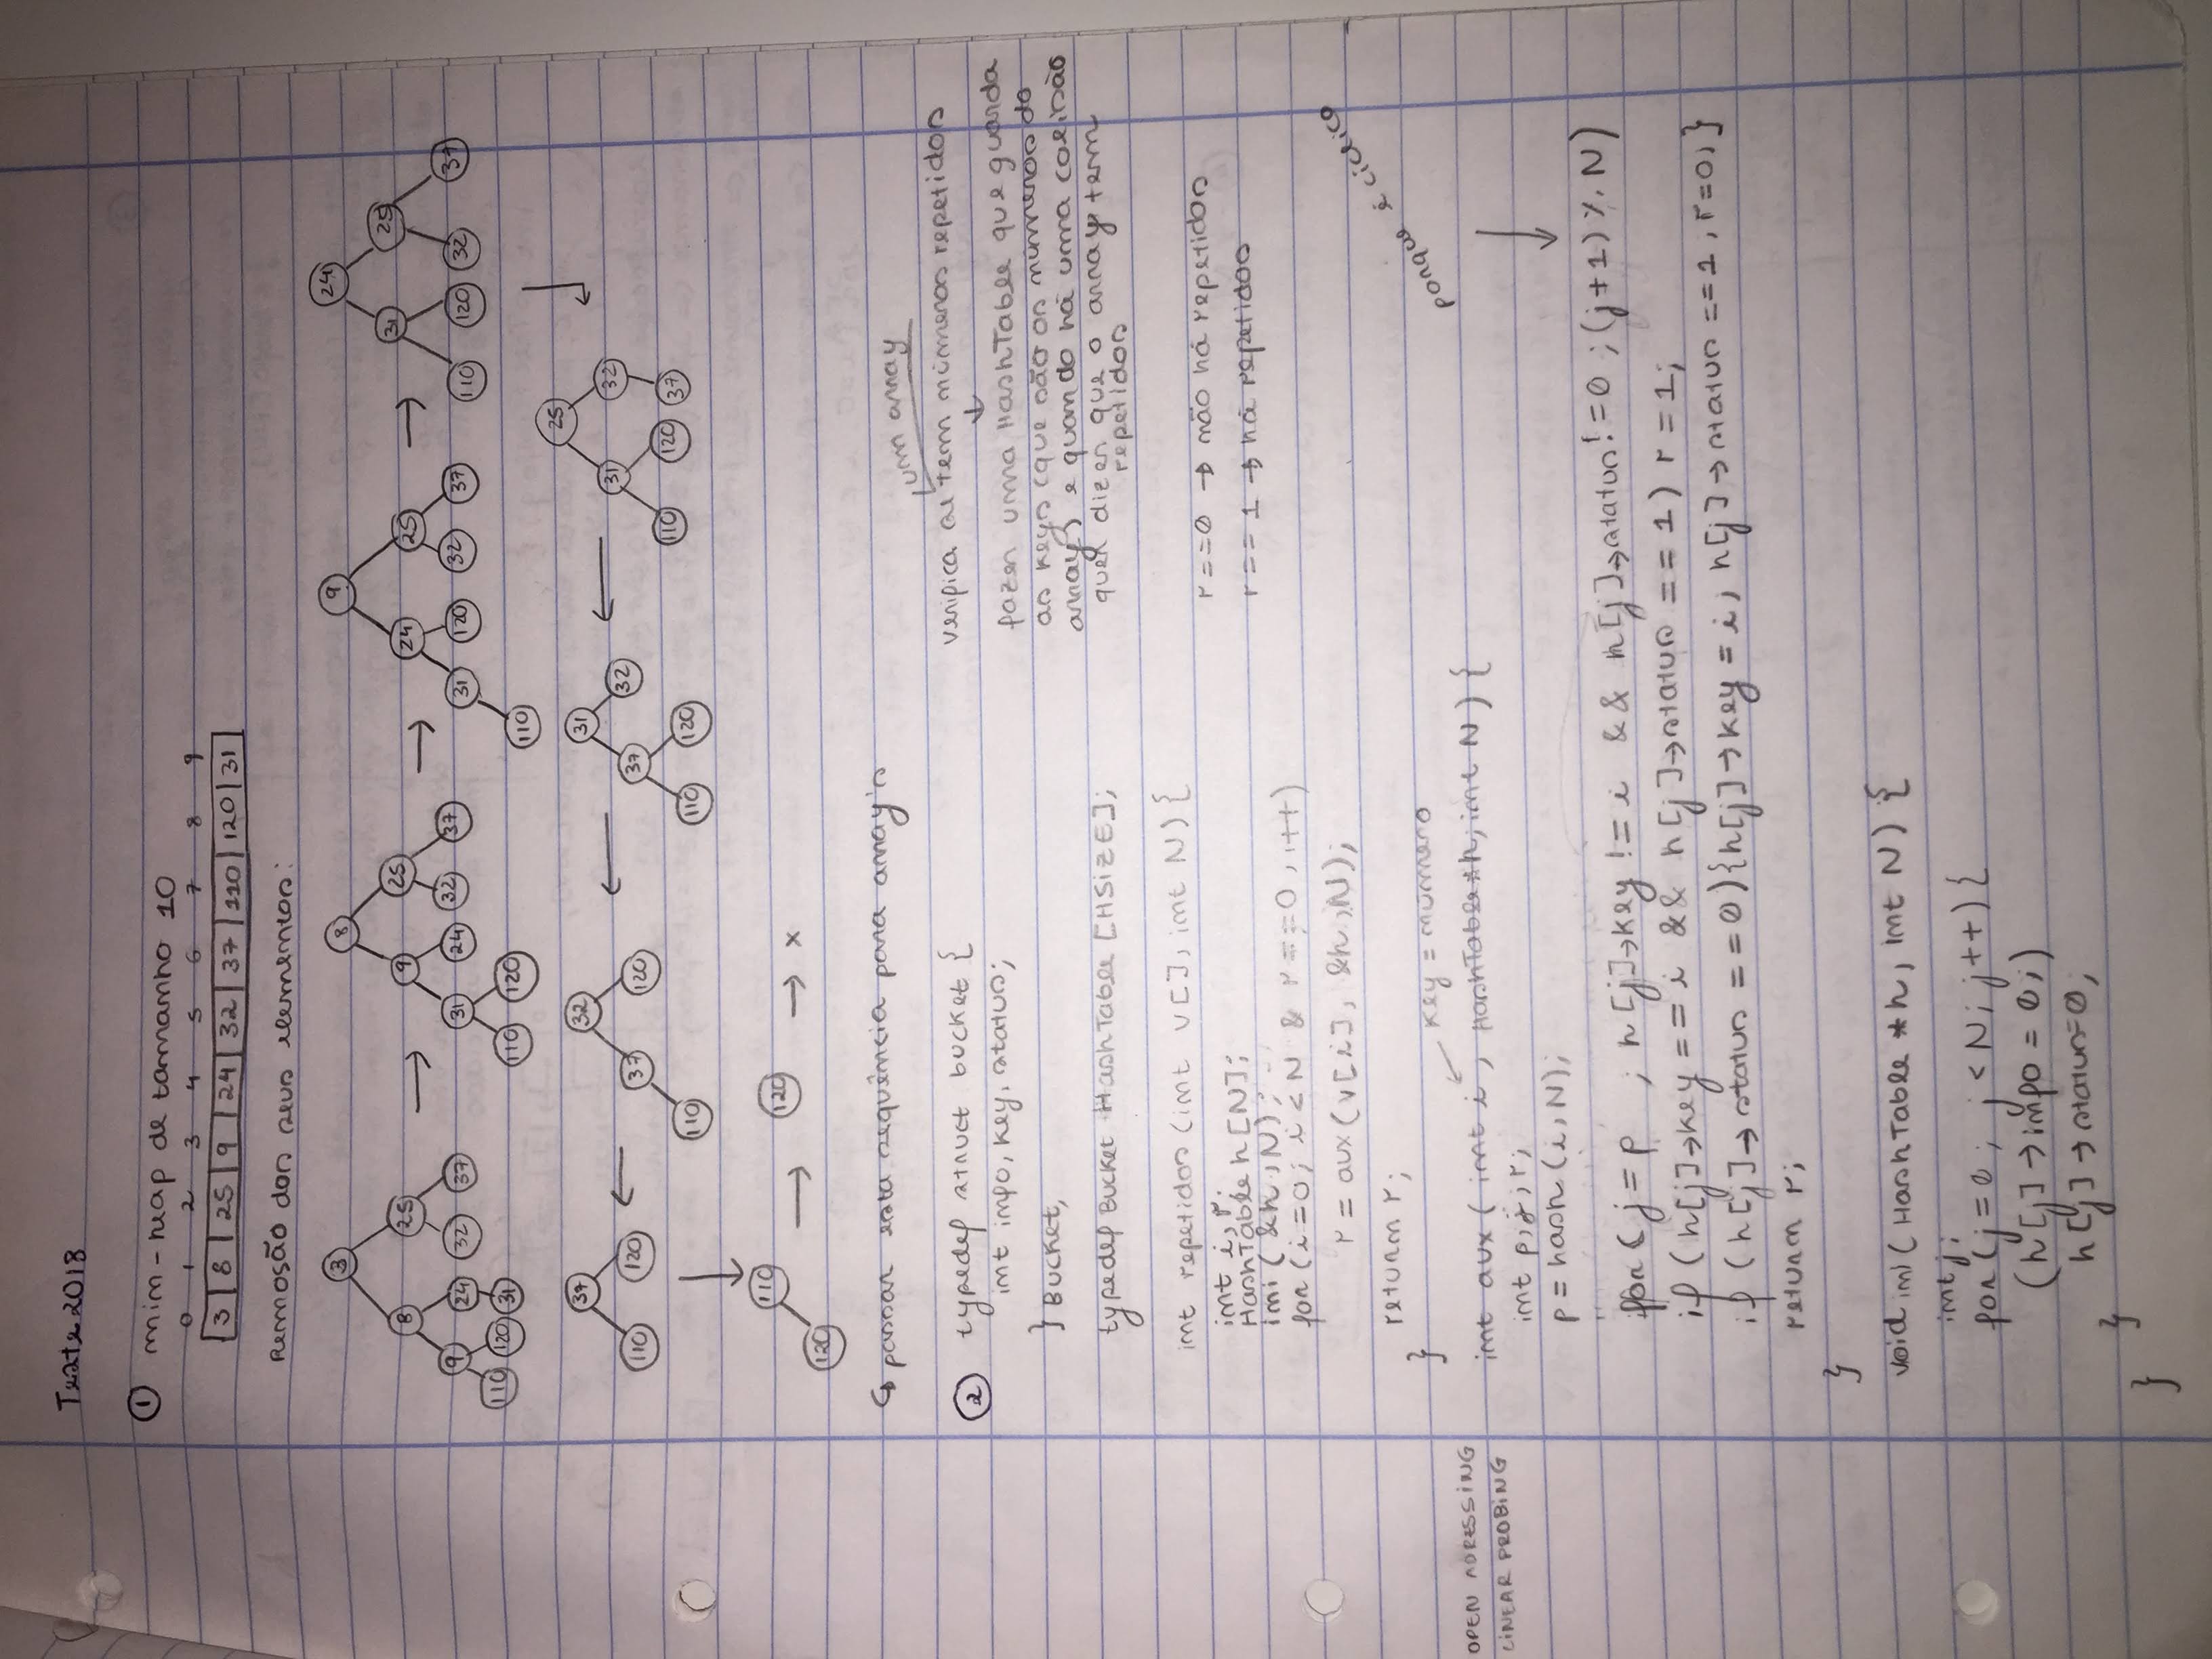 Teste 2018
① min-heap de tamanho 10
0 1 2 3 4 5 6 7 8 9
3 8 25 9 24 32 37 110 120 31
Remosão dos seus elementos:
3 8 25 9 24 32 37 110 120 31
→
8 9 25 31 24 32 37 110 120
→
9 24 25 31 120 32 37 110
→
24 31 25 110 120 32 37
↓
25 31 32 110 120 37
←
31 37 32 110 120
←
32 37 120 110
←
37 110 120
↓
110 120
→
120
→ x
↳ passar esta sequência para array's
② typedef struct bucket {
int info, key, status;
} Bucket,
typedef Bucket HashTable [HSIZE];
um array
verifica se tem números repetidos
↓
fazer uma HashTable que guarda
as keys (que são os números do
array) e quando há uma colisão
quer dizer que o array tem
repetidos
int repetidos (int v[], int N) {
int i, r;
HashTable h[N];
ini (&h, N);
for (i=0; i < N & r==0, i++)
r = aux(v[i], &h, N);
return r;
}
r==0 → não há repetidos
r==1 → há repetidos
OPEN ADRESSING
LINEAR PROBING
key = número
int aux (int i, HashTable *h, int N) {
int p, j, r;
p = hash (i, N);
porque é cíclico
for (j=p ; h[j]→key != i && h[j]→status != 0 ; (j+1) % N)
if (h[j]→key == i && h[j]→status == 1) r=1;
if (h[j]→status == 0) {h[j]→key = i; h[j]→status ==1, r=0,}
return r;
}
void ini (HashTable *h, int N) {
int j;
for (j=0; j < N; j++) {
(h[j]→info = 0;)
h[j]→status=0,
}
}